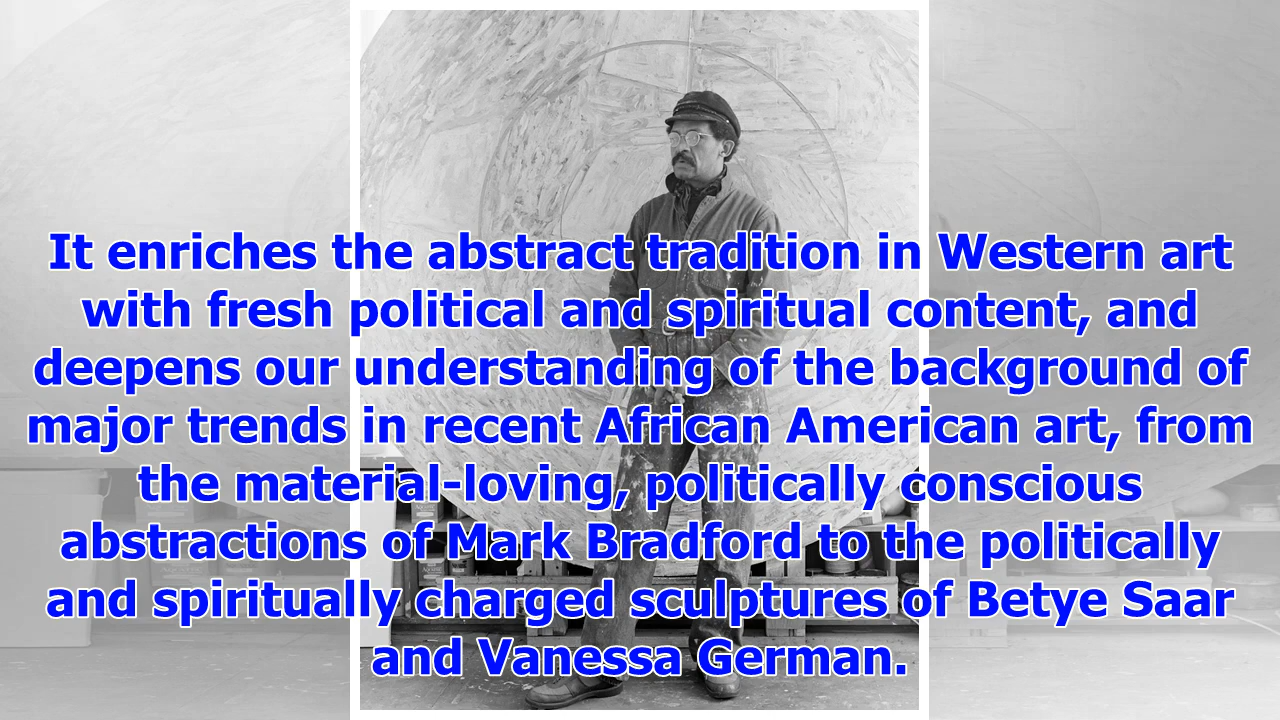 It enriches the abstract tradition in Western art
with fresh political and spiritual content, and
deepens our understanding of the background of
major trends in recent African American art, from
the material-loving, politically conscious
abstractions of Mark Bradford to the politically
and spiritually charged sculptures of Betye Saar
and Vanessa German.